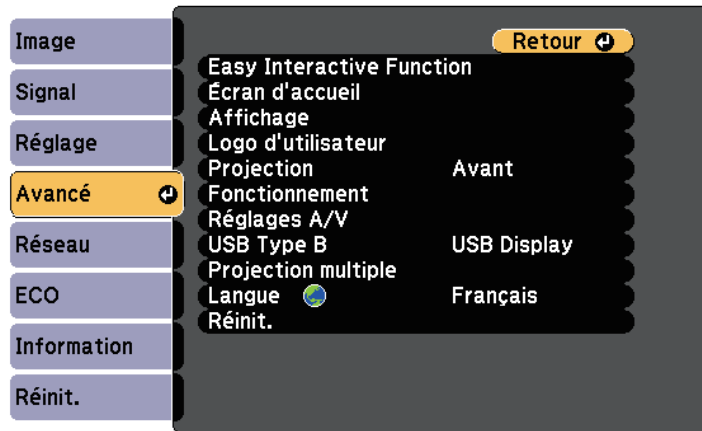 Image
Signal
Réglage
Avancé
Réseau
ECO
Information
Réinit.
Retour
Easy Interactive Function
Écran d'accueil
Affichage
Logo d'utilisateur
Projection Avant
Fonctionnement
Réglages A/V
USB Type B USB Display
Projection multiple
Langue Français
Réinit.